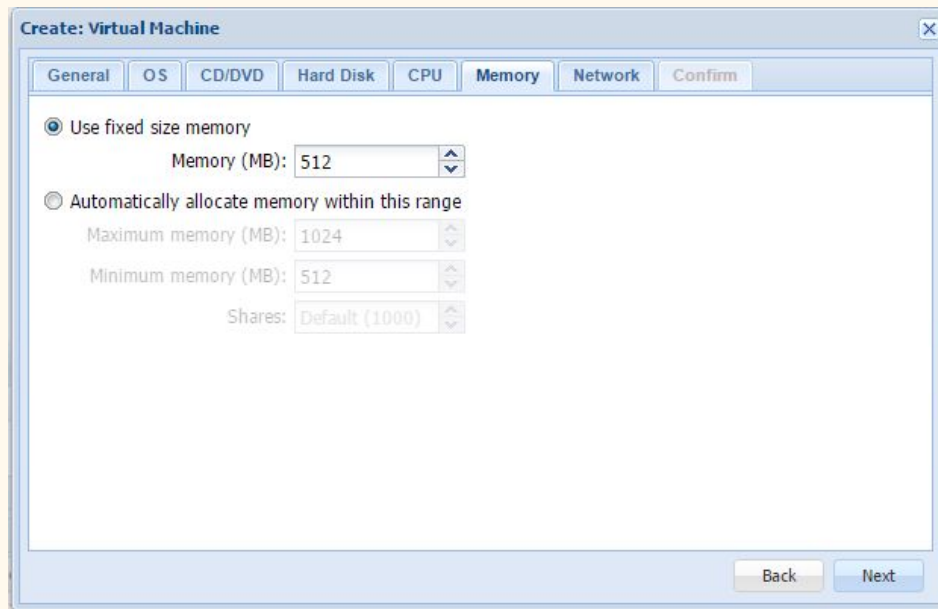 Create: Virtual Machine
General OS CD/DVD Hard Disk CPU Memory Network Confirm
Use fixed size memory
Memory (MB): 512
Automatically allocate memory within this range
Maximum memory (MB): 1024
Minimum memory (MB): 512
Shares: Default (1000)
Back Next